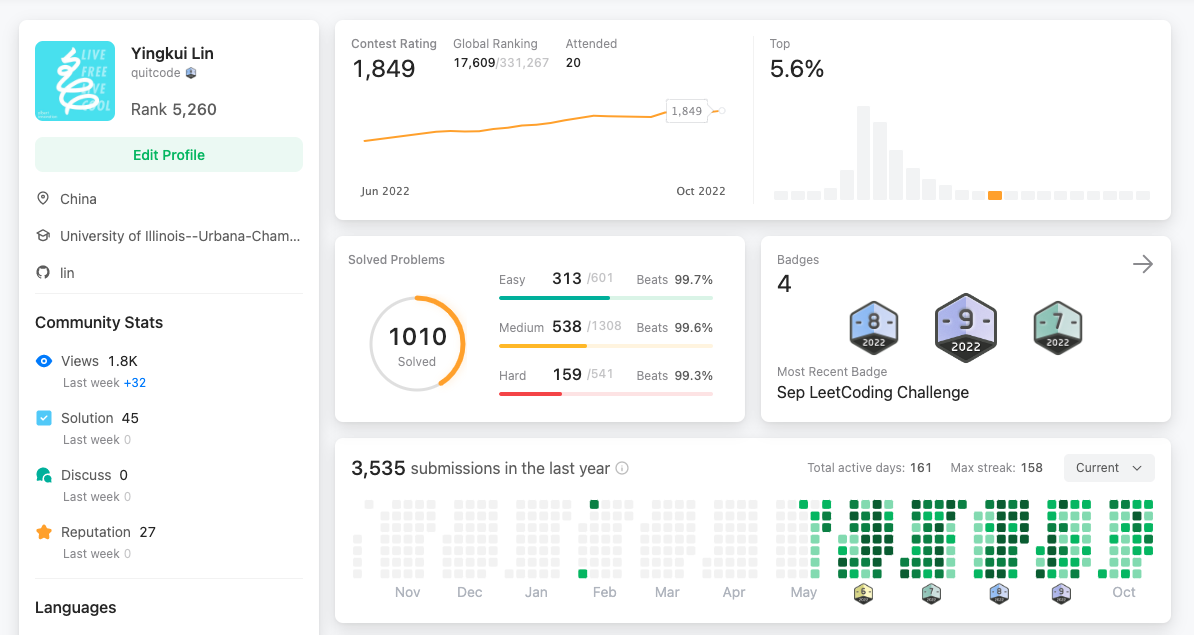 LIVE
FREE
LIVE
COOL
Yingkui Lin
quitcode
Rank 5,260
Edit Profile
China
University of Illinois--Urbana-Cham...
lin
Community Stats
Views 1.8K
Last week +32
Solution 45
Last week 0
Discuss 0
Last week 0
Reputation 27
Last week 0
Languages
Contest Rating Global Ranking Attended
1,849 17,609/331,267 20
1,849
Jun 2022 Oct 2022
Top
5.6%
Solved Problems
1010
Solved
Easy 313 /601 Beats 99.7%
Medium 538 /1308 Beats 99.6%
Hard 159 /541 Beats 99.3%
Badges
4
8 9 7
2022 2022 2022
Most Recent Badge
Sep LeetCoding Challenge
3,535 submissions in the last year
Total active days: 161 Max streak: 158 Current
Nov Dec Jan Feb Mar Apr May 6 7 8 9 Oct